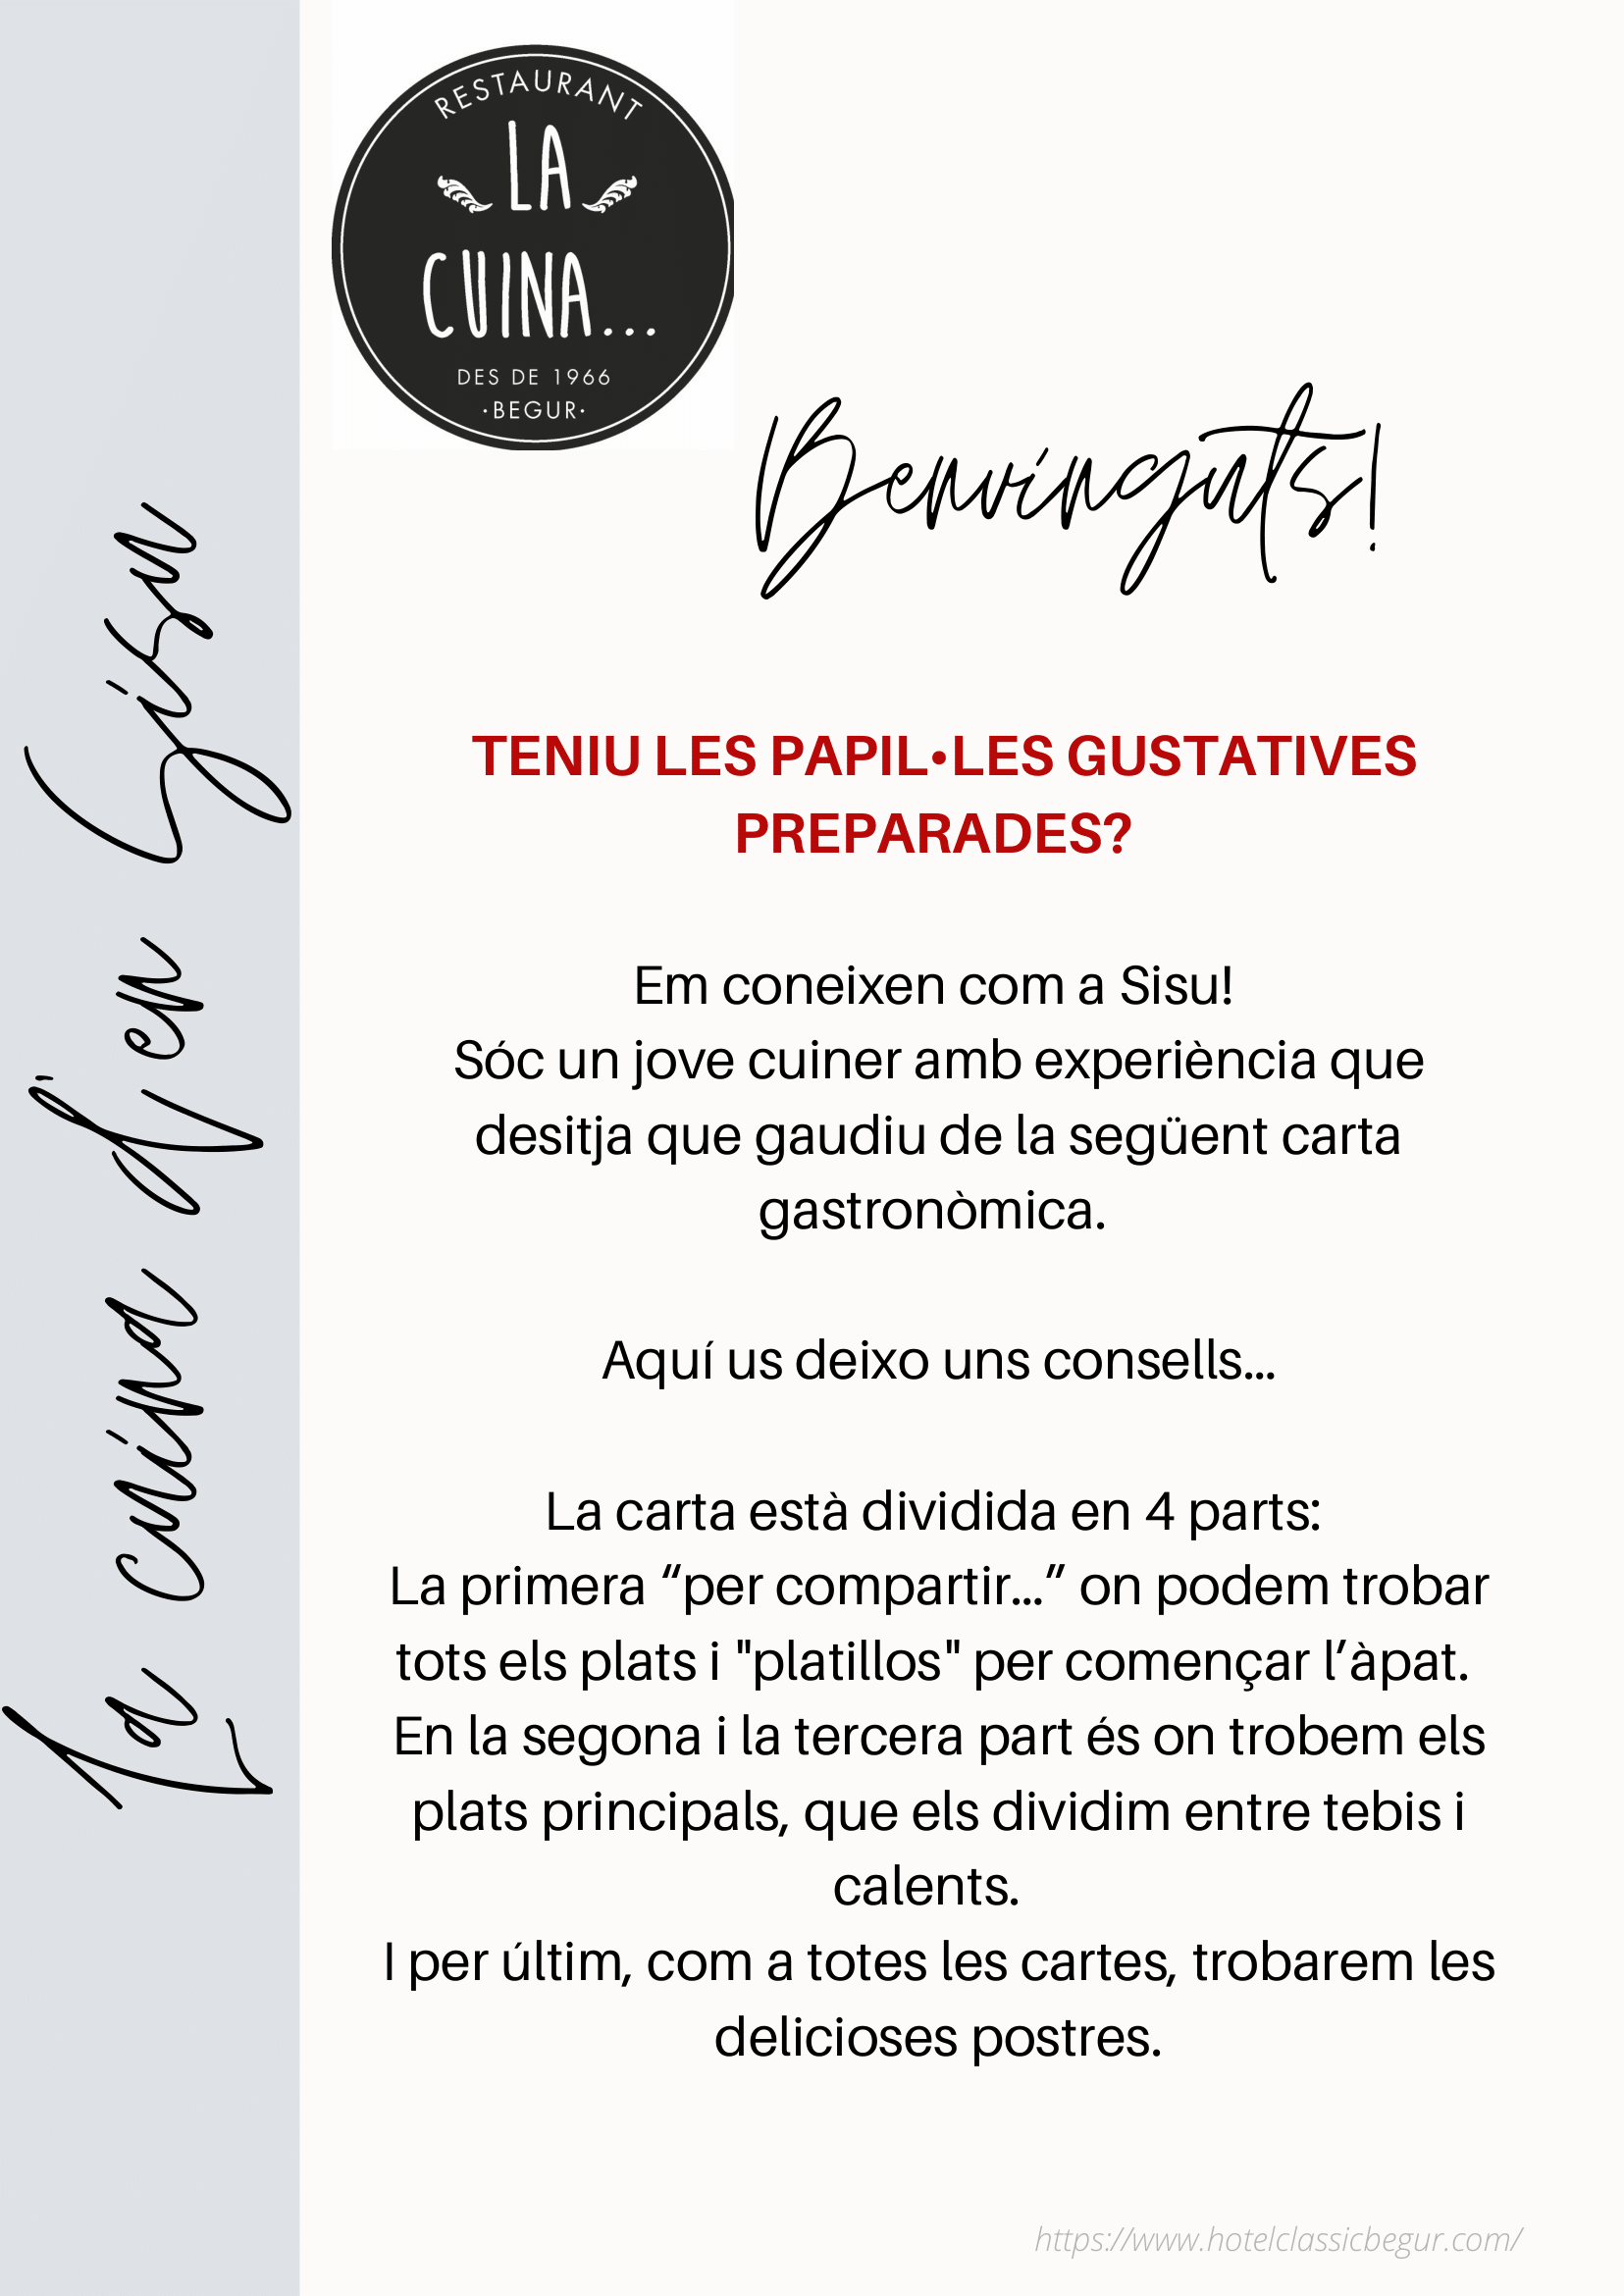 RESTAURANT
LA
CUINA...
DES DE 1966
·BEGUR·
Benvinguts!
La cuina d'en Sisu
TENIU LES PAPIL•LES GUSTATIVES
PREPARADES?
Em coneixen com a Sisu!
Sóc un jove cuiner amb experiència que
desitja que gaudiu de la següent carta
gastronòmica.
Aquí us deixo uns consells...
La carta està dividida en 4 parts:
La primera “per compartir...” on podem trobar
tots els plats i "platillos" per començar l’àpat.
En la segona i la tercera part és on trobem els
plats principals, que els dividim entre tebis i
calents.
I per últim, com a totes les cartes, trobarem les
delicioses postres.
https://www.hotelclassicbegur.com/